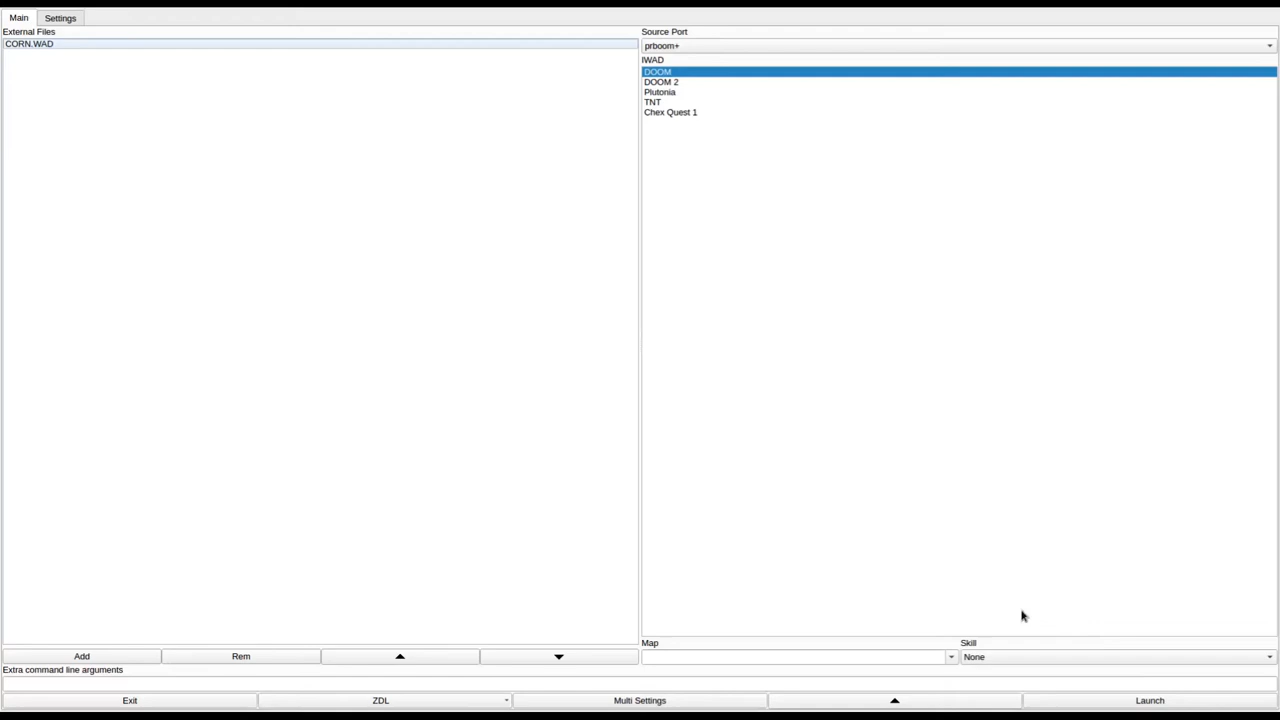 Main
Settings
External Files
CORN.WAD
Source Port
prboom+
IWAD
DOOM
DOOM 2
Plutonia
TNT
Chex Quest 1
Map
Skill
None
Add
Rem
Extra command line arguments
Exit
ZDL
Multi Settings
Launch